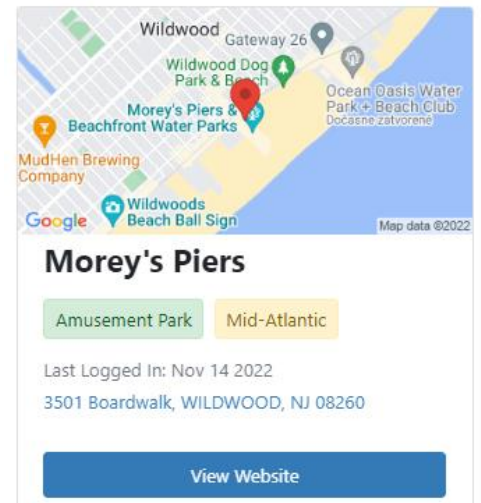 Wildwood
Gateway 26
Wildwood Dog
Park & Beach
Ocean Oasis Water
Park + Beach Club
Dočasne zatvorené
Morey's Piers &
Beachfront Water Parks
MudHen Brewing
Company
Wildwoods
Beach Ball Sign
Google
Map data ©2022
Morey's Piers
Amusement Park
Mid-Atlantic
Last Logged In: Nov 14 2022
3501 Boardwalk, WILDWOOD, NJ 08260
View Website